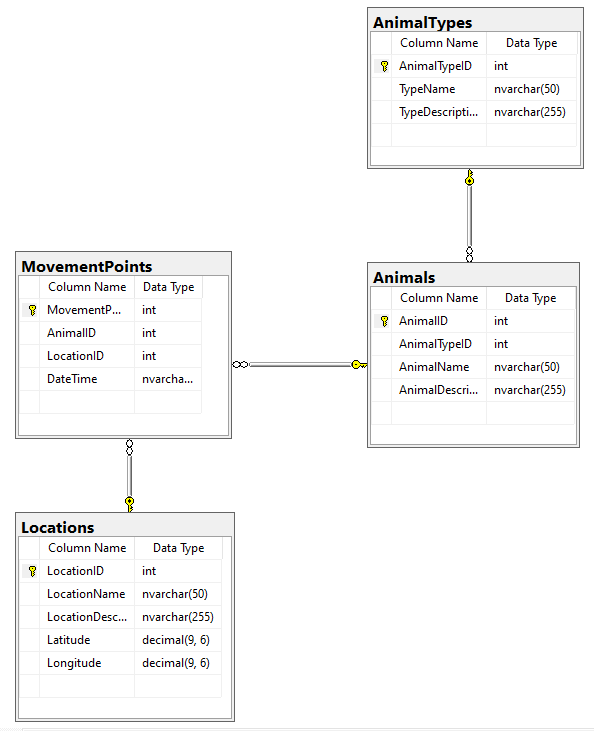 AnimalTypes
Column Name Data Type
AnimalTypeID int
TypeName nvarchar(50)
TypeDescripti... nvarchar(255)
MovementPoints
Column Name Data Type
MovementP... int
AnimalID int
LocationID int
DateTime nvarcha...
Animals
Column Name Data Type
AnimalID int
AnimalTypeID int
AnimalName nvarchar(50)
AnimalDescri... nvarchar(255)
Locations
Column Name Data Type
LocationID int
LocationName nvarchar(50)
LocationDesc... nvarchar(255)
Latitude decimal(9, 6)
Longitude decimal(9, 6)